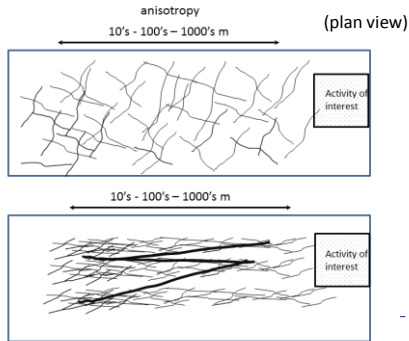 anisotropy
(plan view)
10's - 100's – 1000's m
Activity of
interest
10's - 100's – 1000's m
Activity of
interest